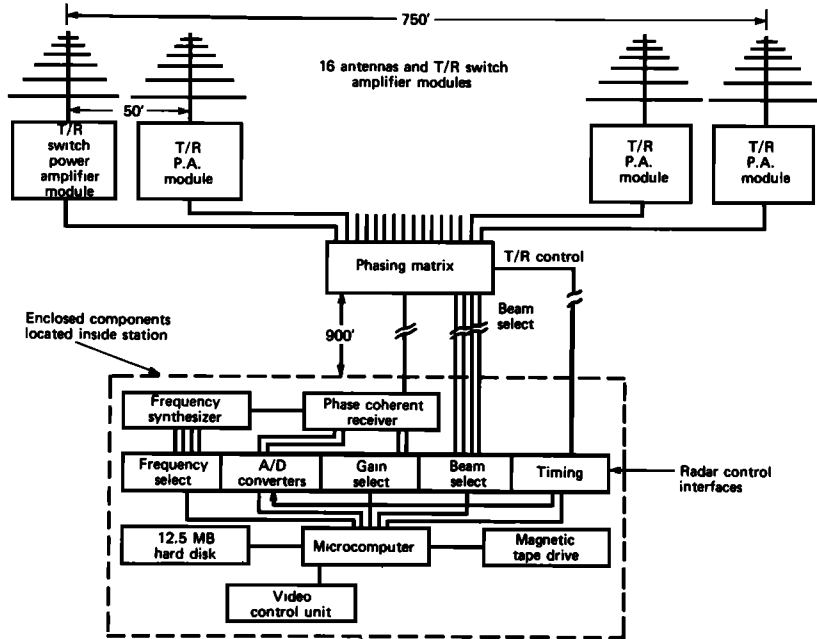 750'
16 antennas and T/R switch
amplifier modules
50'
T/R
switch
power
amplifier
module
T/R
P.A.
module
T/R
P.A.
module
T/R
P.A.
module
Phasing matrix
T/R control
Beam
select
900'
Enclosed components
located inside station
Frequency
synthesizer
Phase coherent
receiver
Frequency
select
A/D
converters
Gain
select
Beam
select
Timing
Radar control
interfaces
12.5 MB
hard disk
Microcomputer
Magnetic
tape drive
Video
control unit